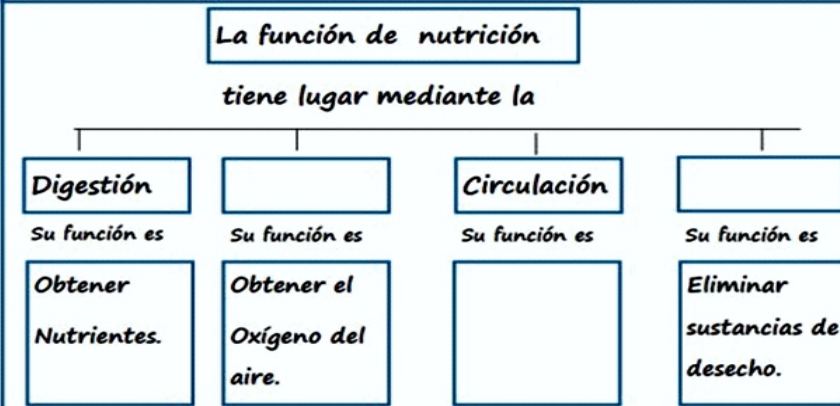 La función de nutrición
tiene lugar mediante la
Digestión
Circulación
Su función es
Su función es
Su función es
Su función es
Obtener
Nutrientes.
Obtener el
Oxígeno del
aire.
Eliminar
sustancias de
desecho.